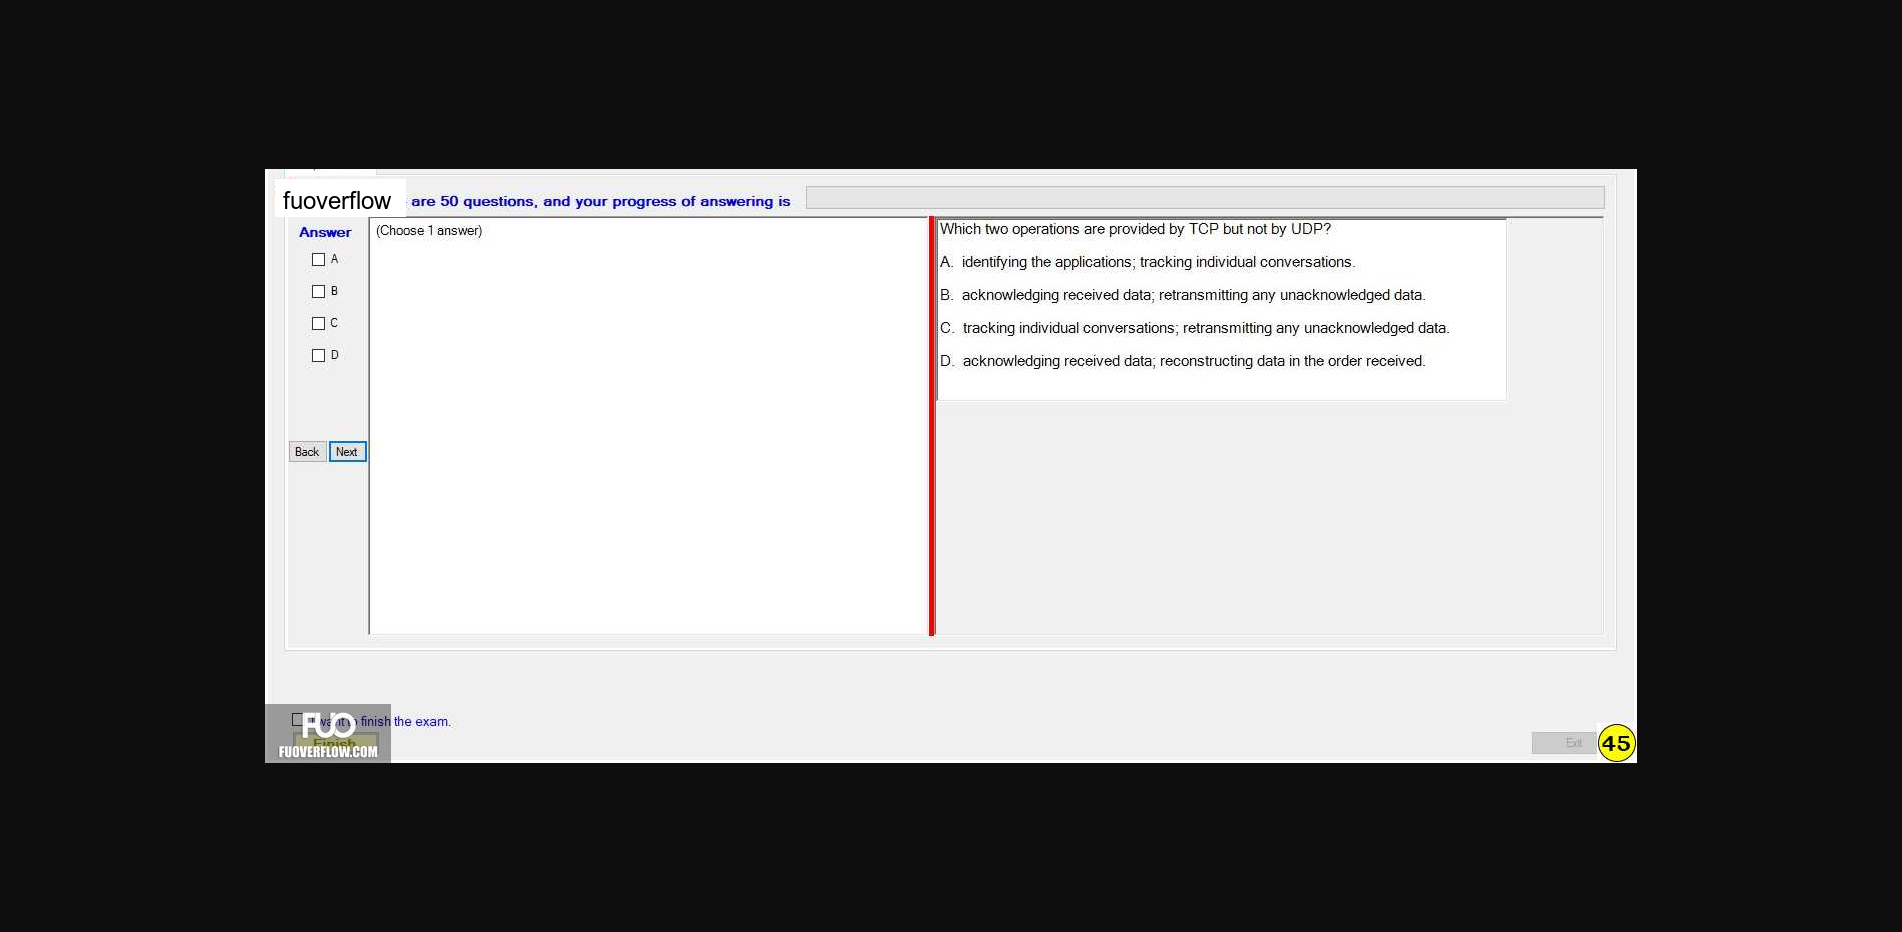 fuoverflow are 50 questions, and your progress of answering is
Answer
(Choose 1 answer)
A
B
C
D
Back Next
Which two operations are provided by TCP but not by UDP?
A. identifying the applications; tracking individual conversations.
B. acknowledging received data; retransmitting any unacknowledged data.
C. tracking individual conversations; retransmitting any unacknowledged data.
D. acknowledging received data; reconstructing data in the order received.
I want to finish the exam.
FUO
Finish
FUOVERFLOW.COM
Exit
45